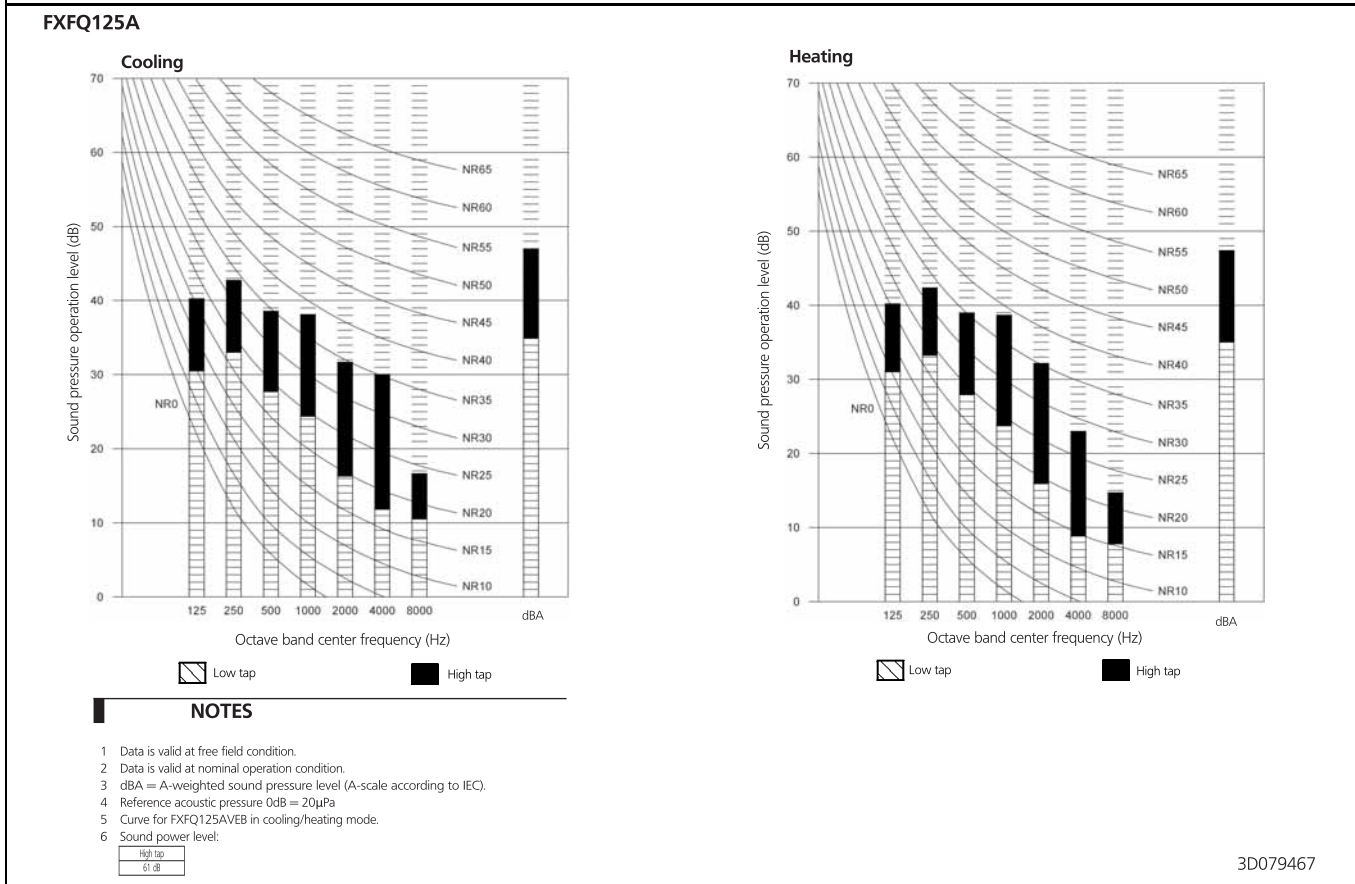 FXFQ125A
Cooling
70
60
50
40
30
20
10
0
Sound pressure operation level (dB)
NR65
NR60
NR55
NR50
NR45
NR40
NR35
NR30
NR25
NR20
NR15
NR10
NR0
125 250 500 1000 2000 4000 8000 dBA
Octave band center frequency (Hz)
Low tap High tap
Heating
70
60
50
40
30
20
10
0
Sound pressure operation level (dB)
NR65
NR60
NR55
NR50
NR45
NR40
NR35
NR30
NR25
NR20
NR15
NR10
NR0
125 250 500 1000 2000 4000 8000 dBA
Octave band center frequency (Hz)
Low tap High tap
NOTES
1 Data is valid at free field condition.
2 Data is valid at nominal operation condition.
3 dBA = A-weighted sound pressure level (A-scale according to IEC).
4 Reference acoustic pressure 0dB = 20µPa
5 Curve for FXFQ125AVEB in cooling/heating mode.
6 Sound power level:
High tap
61 dB
3D079467